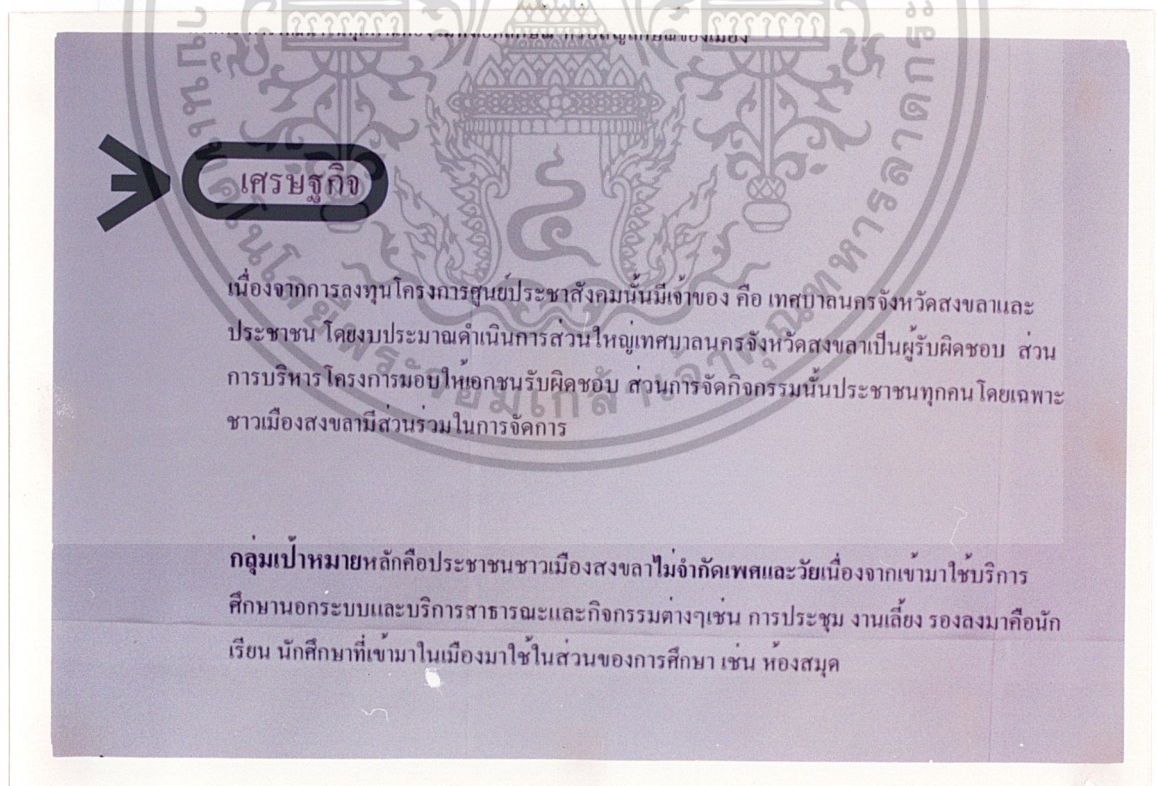 เศรษฐกิจ
เนื่องจากการลงทุนโครงการศูนย์ประชาสังคมนั้นมีเจ้าของ คือ เทศบาลนครจังหวัดสงขลาและ
ประชาชน โดยงบประมาณดำเนินการส่วนใหญ่เทศบาลนครจังหวัดสงขลาเป็นผู้รับผิดชอบ ส่วน
การบริหารโครงการมอบให้เอกชนรับผิดชอบ ส่วนการจัดกิจกรรมนั้นประชาชนทุกคน โดยเฉพาะ
ชาวเมืองสงขลามีส่วนร่วมในการจัดการ
กลุ่มเป้าหมายหลักคือประชาชนชาวเมืองสงขลาไม่จำกัดเพศและวัยเนื่องจากเข้ามาใช้บริการ
ศึกษานอกระบบและบริการสาธารณะและกิจกรรมต่างๆเช่น การประชุม งานเลี้ยง รองลงมาคือนัก
เรียน นักศึกษาที่เข้ามาในเมืองมาใช้ในส่วนของการศึกษา เช่น ห้องสมุด